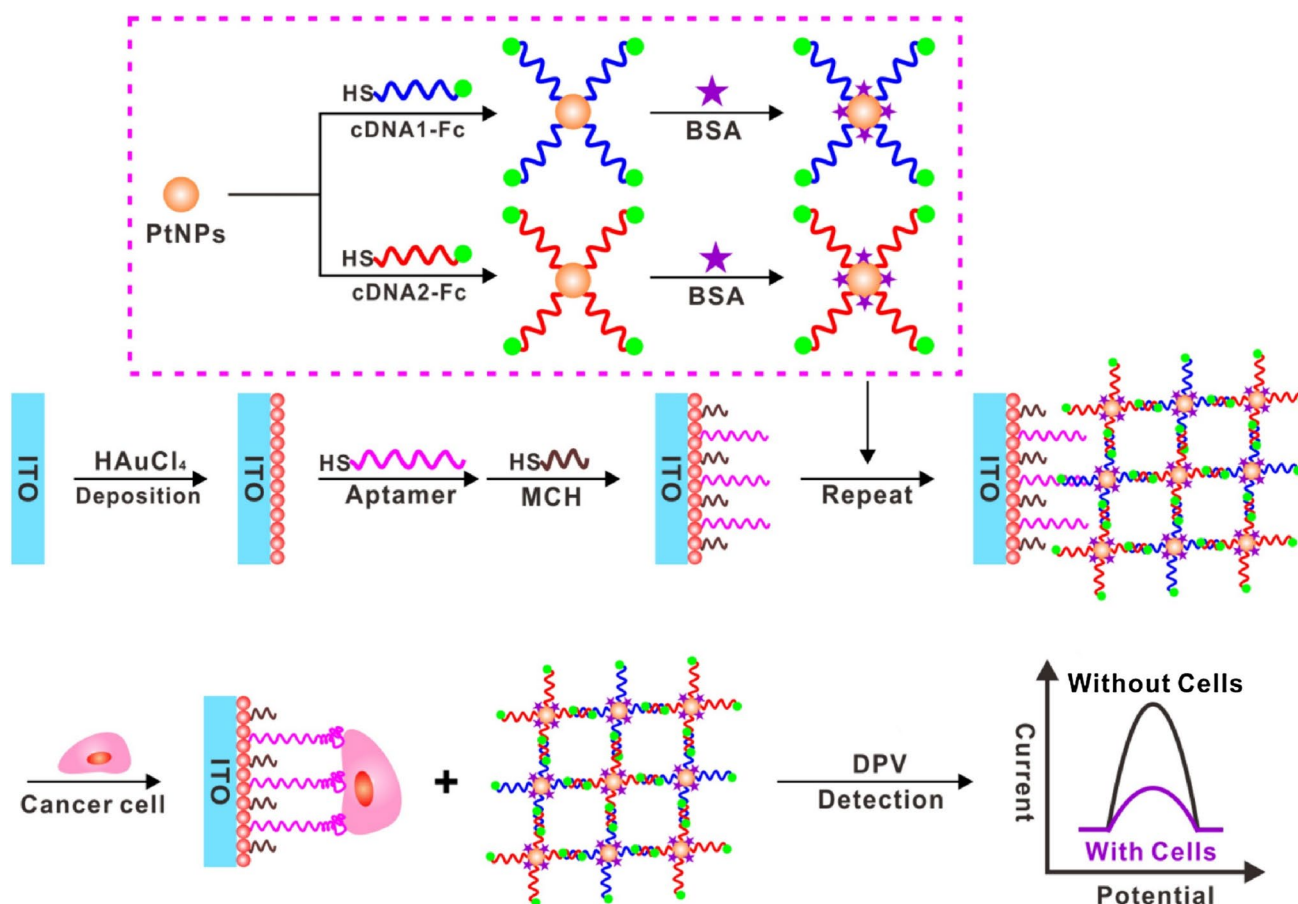 HS
cDNA1-Fc
BSA
PtNPs
HS
cDNA2-Fc
BSA
ITO
HAuCl₄
Deposition
ITO
HS
Aptamer
HS
MCH
ITO
Repeat
ITO
Cancer cell
ITO
+
DPV
Detection
Current
Without Cells
With Cells
Potential